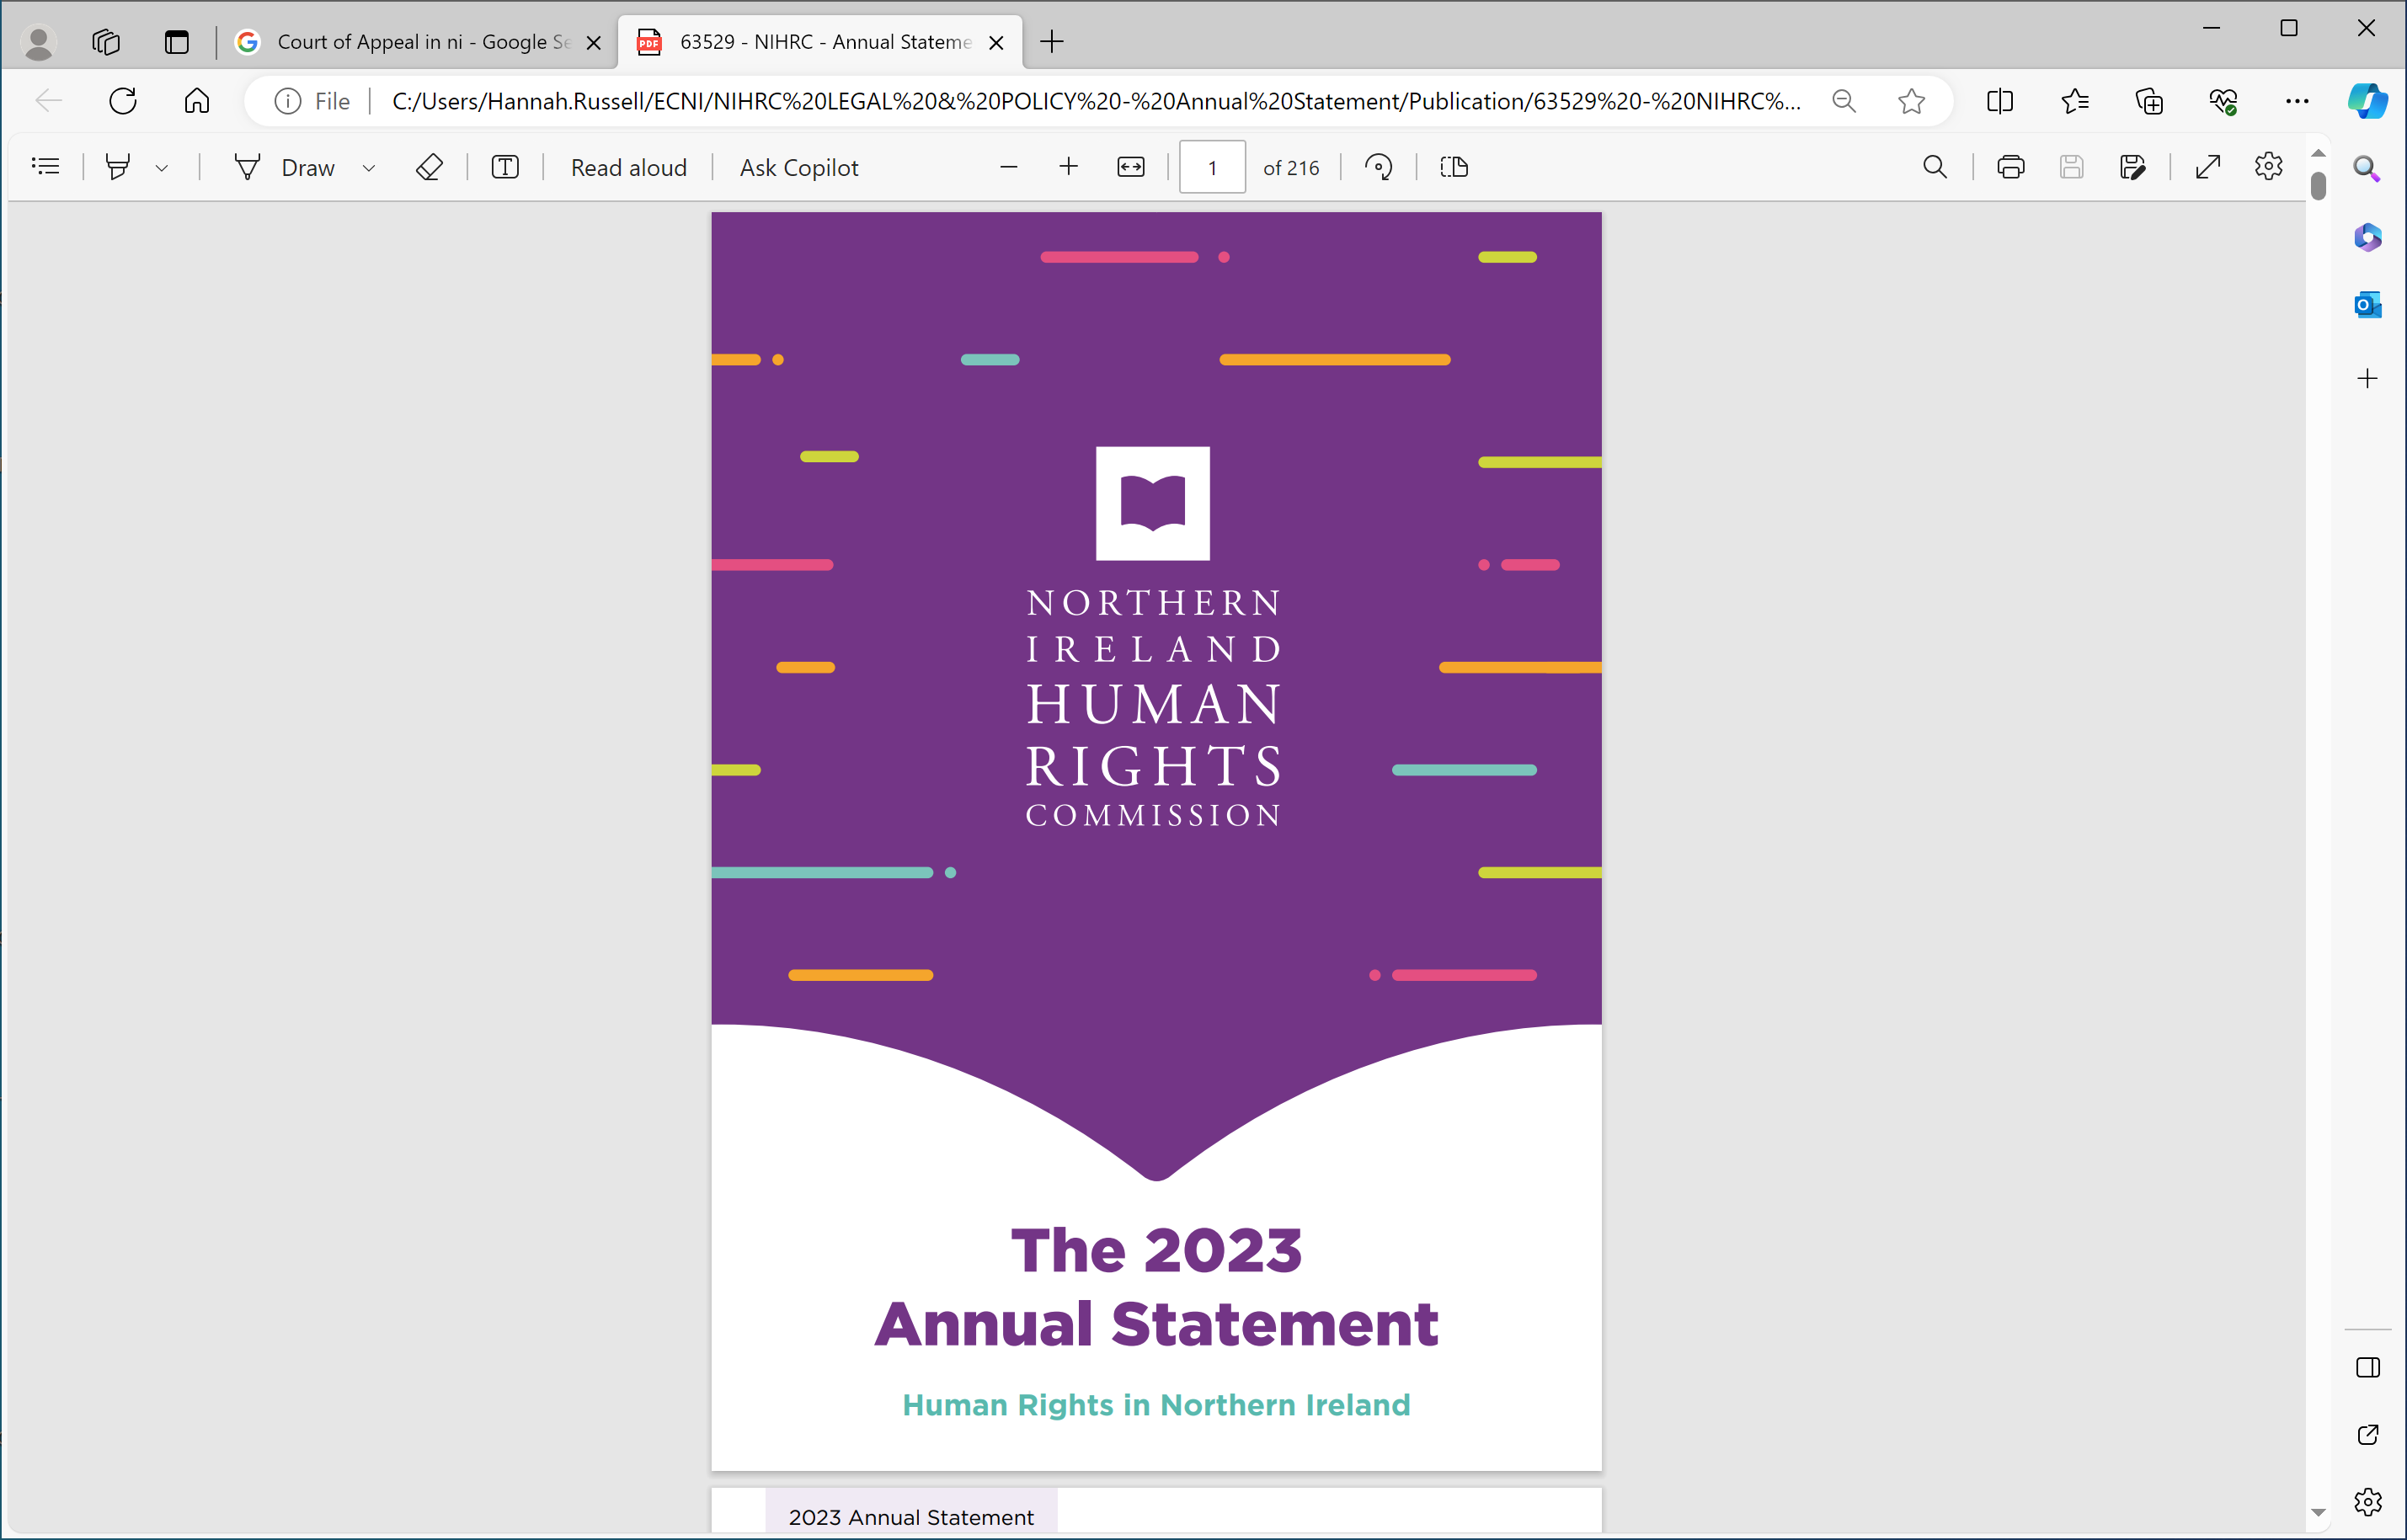 Court of Appeal in ni - Google Se
63529 - NIHRC - Annual Stateme
File
C:/Users/Hannah.Russell/ECNI/NIHRC%20LEGAL%20&%20POLICY%20-%20Annual%20Statement/Publication/63529%20-%20NIHRC%...
Draw
Read aloud
Ask Copilot
1
of 216
NORTHERN
IRELAND
HUMAN
RIGHTS
COMMISSION
The 2023
Annual Statement
Human Rights in Northern Ireland
2023 Annual Statement